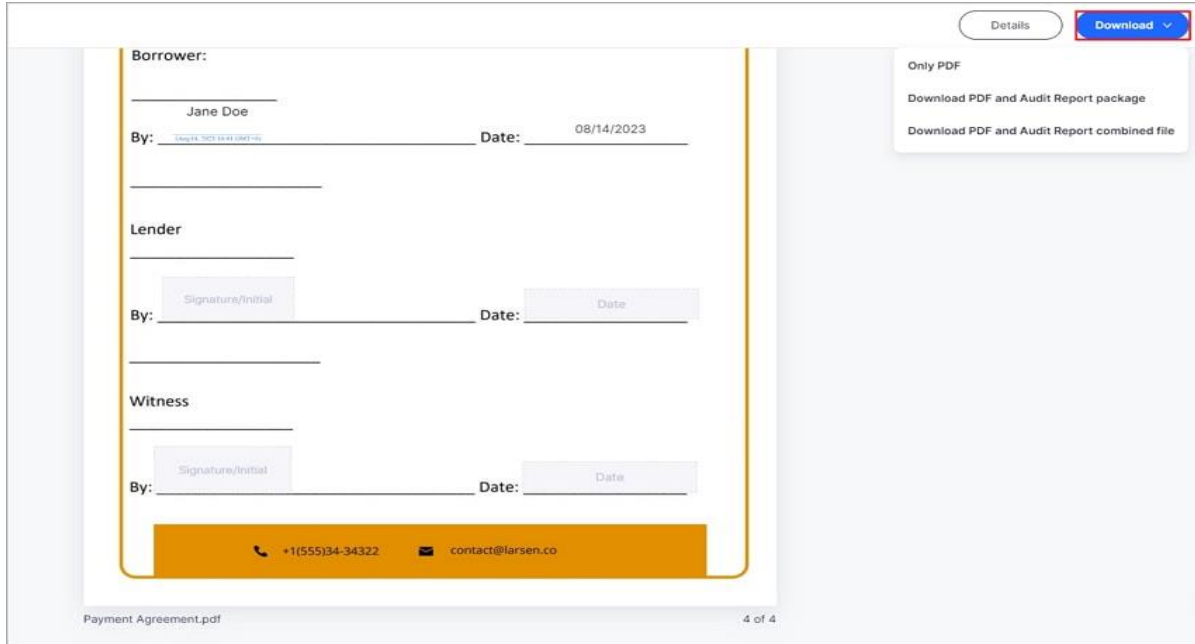 Details
Download
Only PDF
Download PDF and Audit Report package
Download PDF and Audit Report combined file
Borrower:
Jane Doe
By: Date: 08/14/2023
Lender
Signature/Initial Date
By: Date:
Witness
Signature/Initial Date
By: Date:
+1(555)34-34322 contact@larsen.co
Payment Agreement.pdf 4 of 4